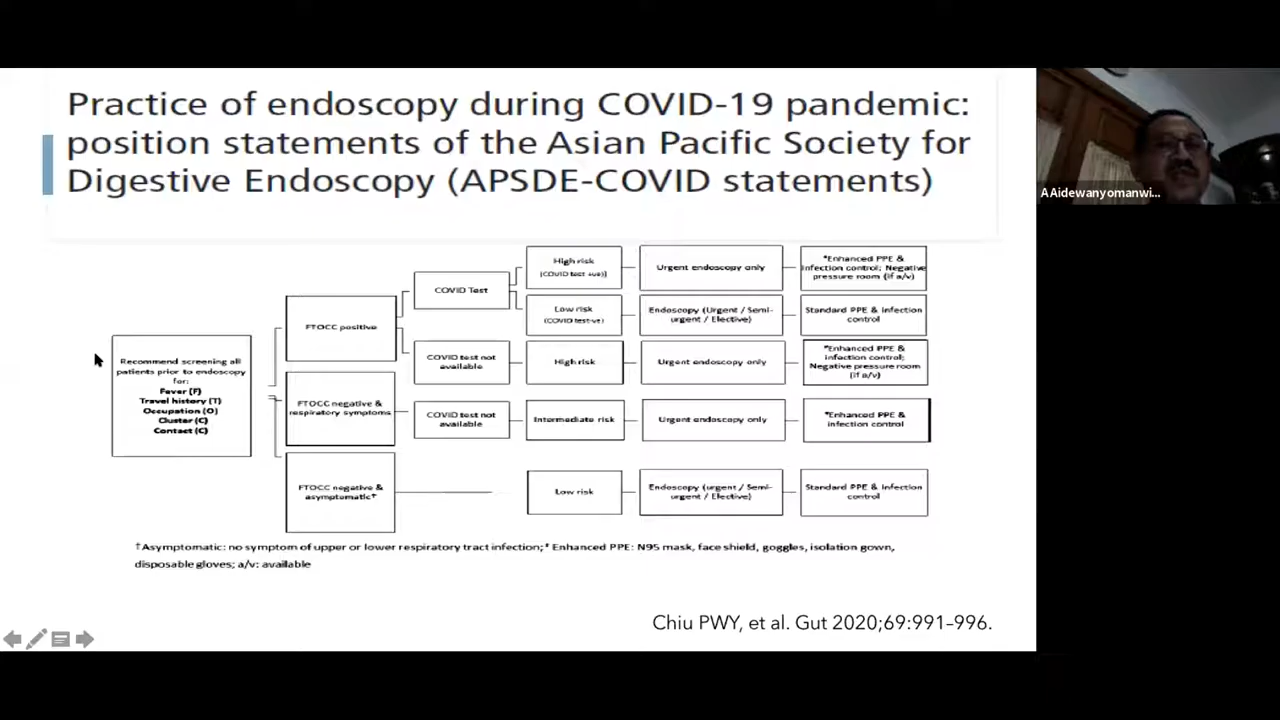 Practice of endoscopy during COVID-19 pandemic:
position statements of the Asian Pacific Society for
Digestive Endoscopy (APSDE-COVID statements)
A Aidewanyomanwi...
Recommend screening all
patients prior to endoscopy
for:
Fever (F)
Travel history (T)
Occupation (O)
Cluster (C)
Contact (C)
FTOCC positive
COVID Test
High risk
(COVID test +ve))
Urgent endoscopy only
*Enhanced PPE &
Infection control; Negative
pressure room (if a/v)
Low risk
(COVID test-ve)
Endoscopy (Urgent / Semi-
urgent / Elective)
Standard PPE & Infection
control
COVID test not
available
High risk
Urgent endoscopy only
*Enhanced PPE &
infection control;
Negative pressure room
(if a/v)
FTOCC negative &
respiratory symptoms
COVID test not
available
Intermediate risk
Urgent endoscopy only
*Enhanced PPE &
infection control
FTOCC negative &
asymptomatic†
Low risk
Endoscopy (urgent / Semi-
urgent / Elective)
Standard PPE & Infection
control
†Asymptomatic: no symptom of upper or lower respiratory tract infection;* Enhanced PPE: N95 mask, face shield, goggles, isolation gown,
disposable gloves; a/v: available
Chiu PWY, et al. Gut 2020;69:991–996.